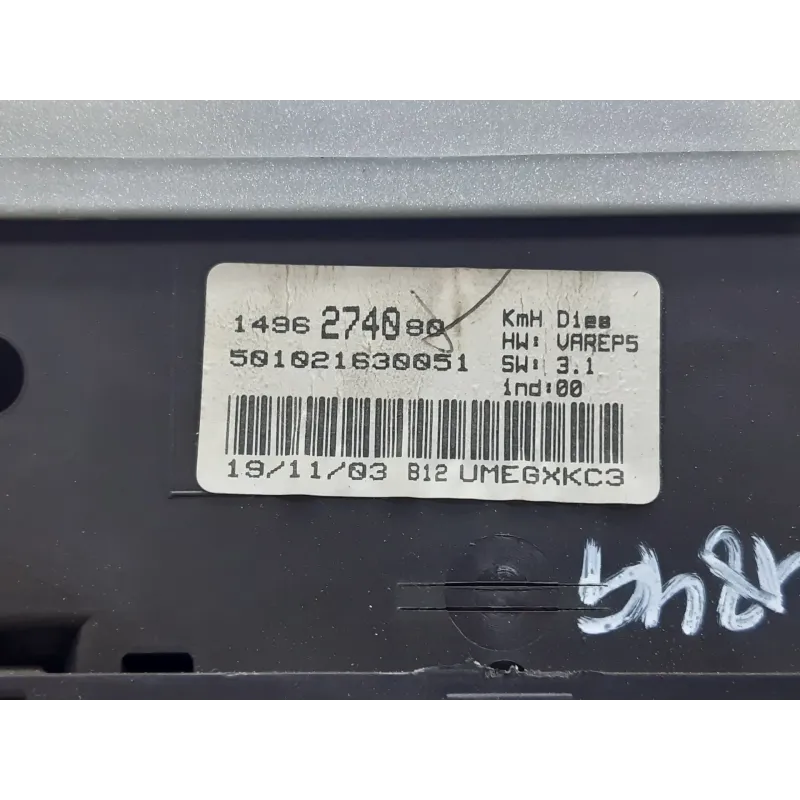 1496 2740 80
501021630051
KmH Dies
HW: VAREP5
SW: 3.1
ind:00
19/11/03 B12 UMEGXKC3